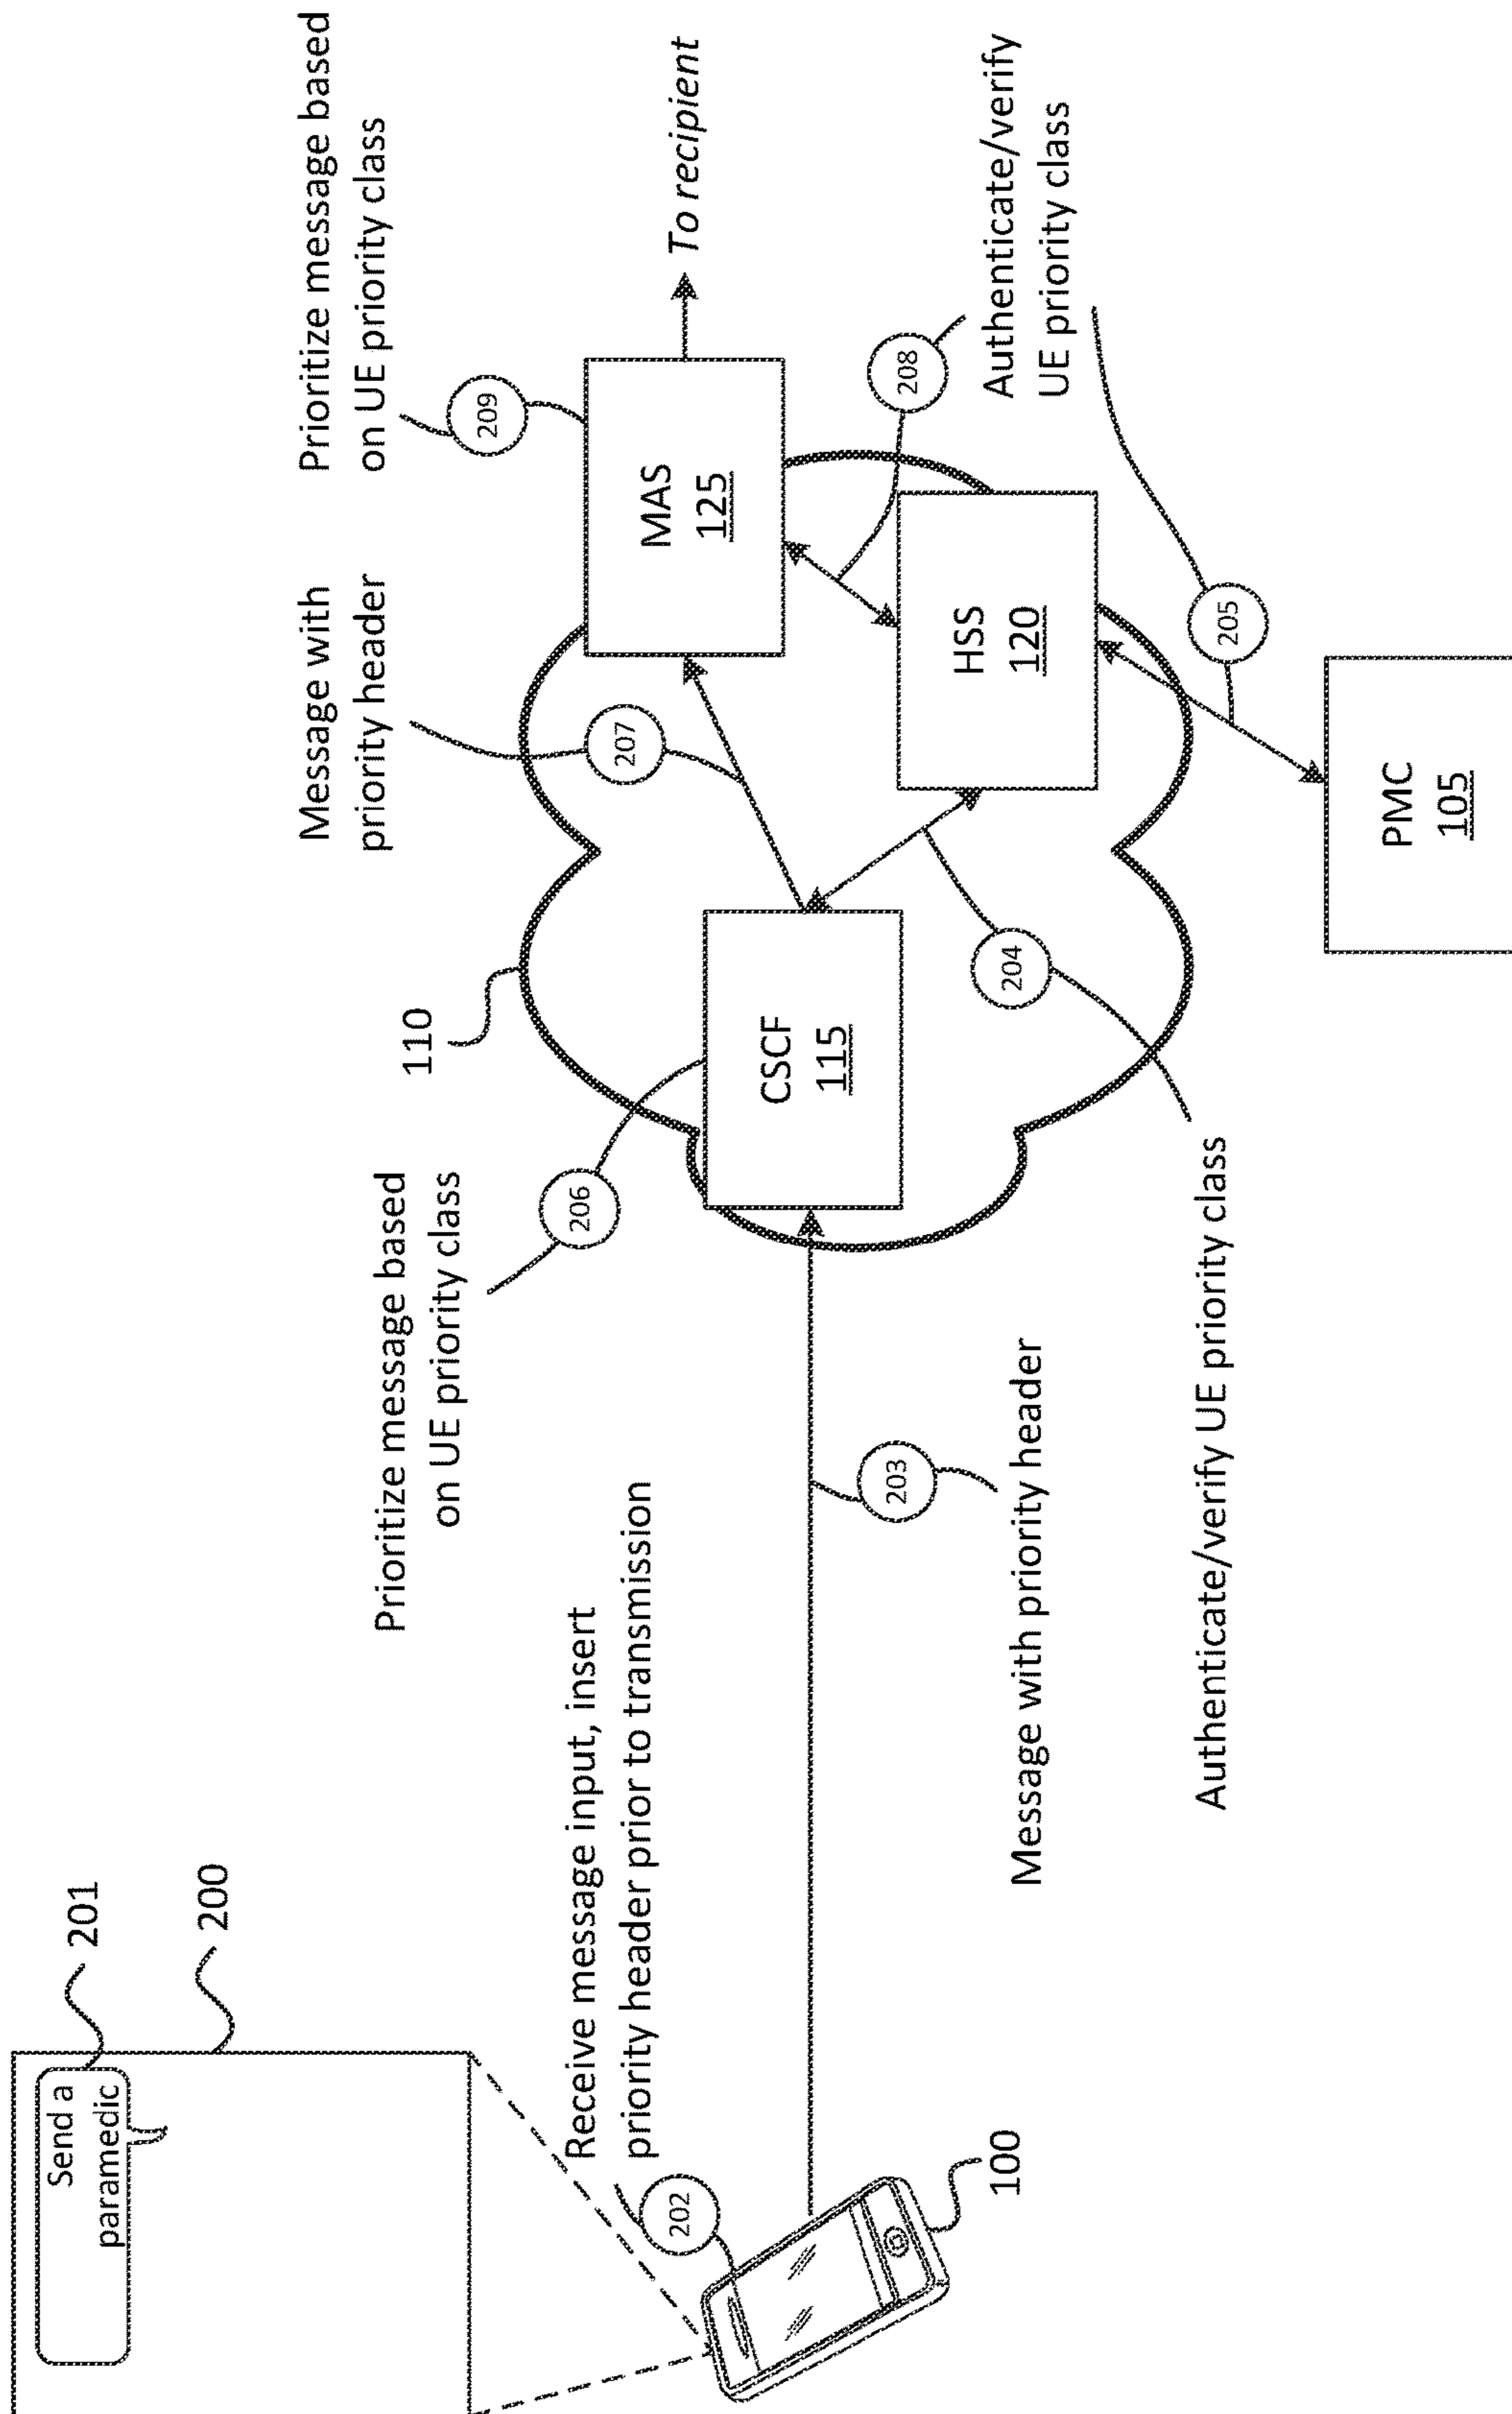 Send a
paramedic
201
200
Receive message input, insert
priority header prior to transmission
202
100
Prioritize message based
on UE priority class
206
110
203
Message with priority header
Authenticate/verify UE priority class
204
CSCF
115
Message with
priority header
207
Prioritize message based
on UE priority class
209
MAS
125
To recipient
HSS
120
208
Authenticate/verify
UE priority class
205
PMC
105